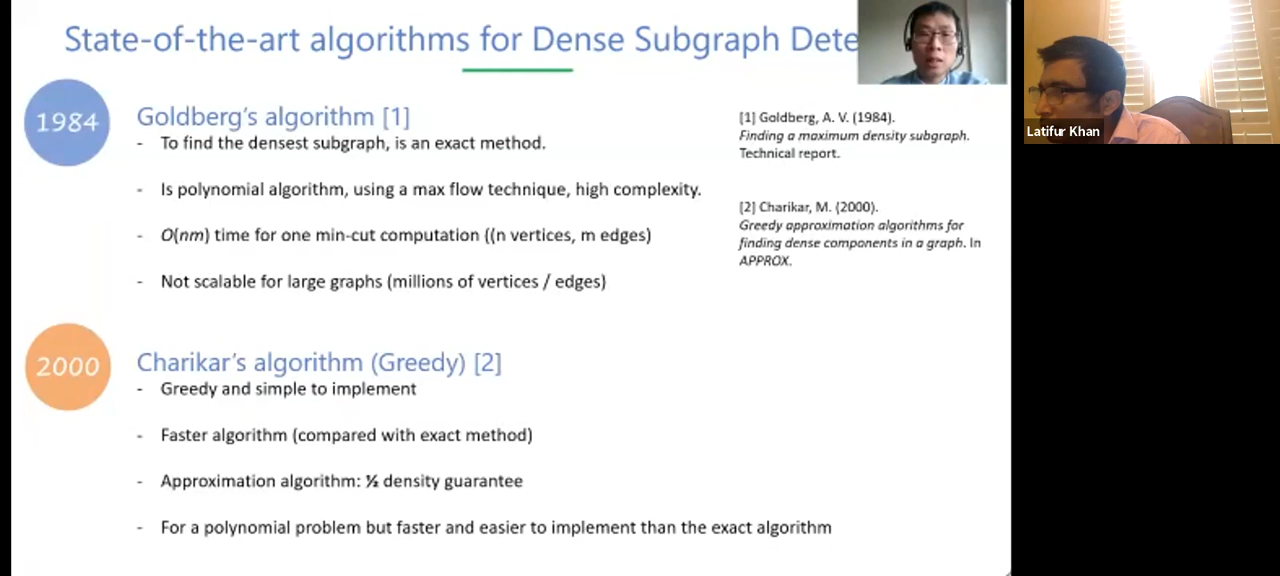 State-of-the-art algorithms for Dense Subgraph Dete
1984
Goldberg's algorithm [1]
- To find the densest subgraph, is an exact method.
- Is polynomial algorithm, using a max flow technique, high complexity.
- O(nm) time for one min-cut computation ((n vertices, m edges)
- Not scalable for large graphs (millions of vertices / edges)
[1] Goldberg, A. V. (1984).
Finding a maximum density subgraph.
Technical report.
[2] Charikar, M. (2000).
Greedy approximation algorithms for
finding dense components in a graph. In
APPROX.
2000
Charikar's algorithm (Greedy) [2]
- Greedy and simple to implement
- Faster algorithm (compared with exact method)
- Approximation algorithm: ½ density guarantee
- For a polynomial problem but faster and easier to implement than the exact algorithm
Latifur Khan